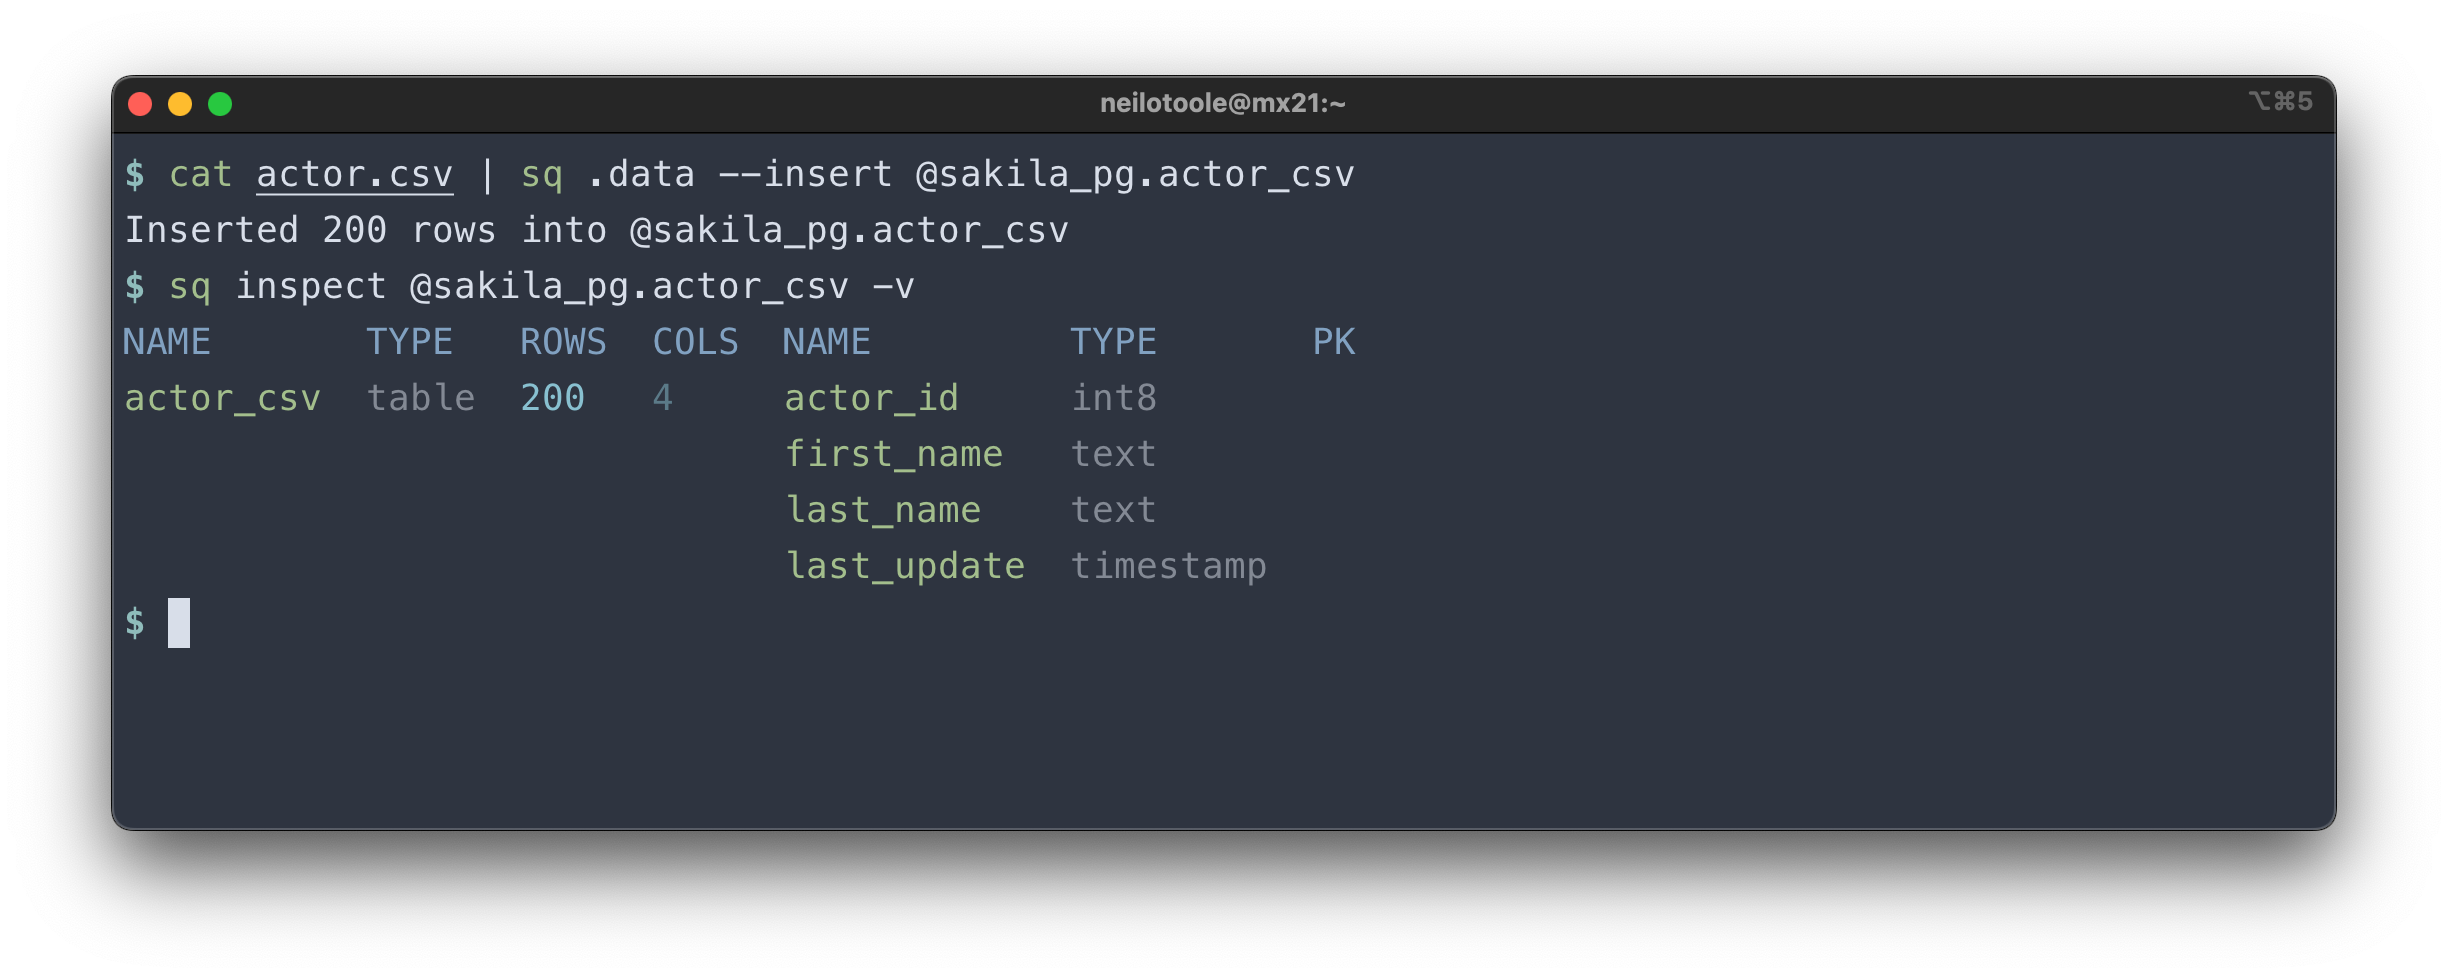 neilotoole@mx21:~
⌥⌘5
$ cat actor.csv | sq .data --insert @sakila_pg.actor_csv
Inserted 200 rows into @sakila_pg.actor_csv
$ sq inspect @sakila_pg.actor_csv -v
NAME       TYPE   ROWS  COLS  NAME         TYPE       PK
actor_csv  table  200   4     actor_id     int8
first_name   text
last_name    text
last_update  timestamp
$